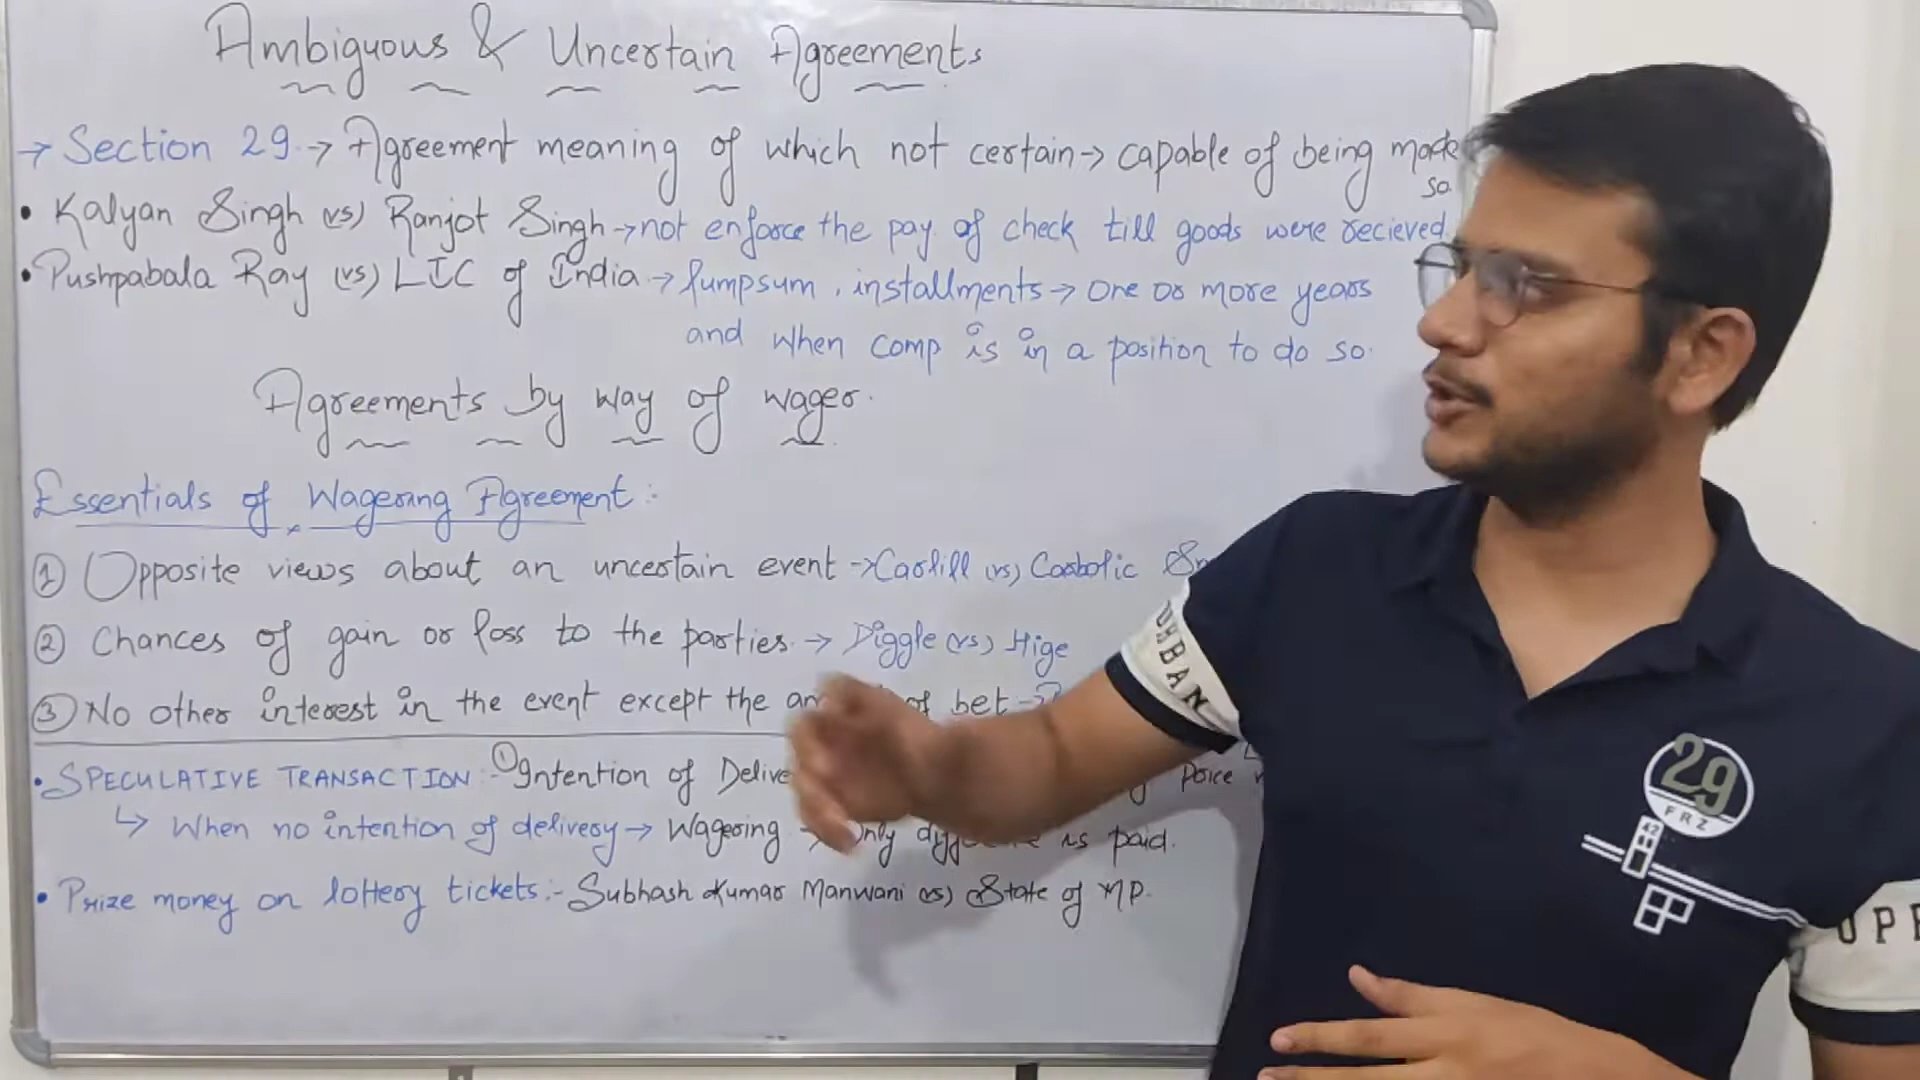 Ambiguous & Uncertain Agreements
→ Section 29 → Agreement meaning of which not certain → capable of being made
so.
• Kalyan Singh (vs) Ranjot Singh → not enforce the pay. of check till goods were recieved.
• Pushpabala Ray (vs) LIC of India → lumpsum, installments → one or more years
and when comp is in a position to do so.
Agreements by way of wager.
Essentials of Wagering Agreement:-
① Opposite views about an uncertain event → Carlill (vs) Carbolic
② Chances of gain or loss to the parties. → Diggle (vs) Hige
③ No other interest in the event except the of bet →
• SPECULATIVE TRANSACTION:- ① Intention of Price
↳ When no intention of delivery → Wagering → Only is paid.
• Prize money on lottery tickets:- Subhash Kumar Manwani (vs) State of MP.
URBAN
29
FRZ
42